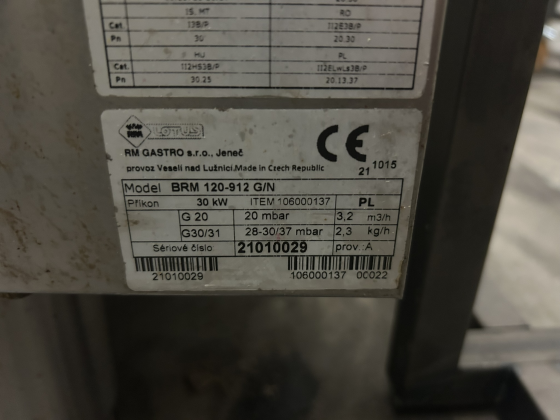 IS, MT RO
Cat. I3B/P II2E3B/P
Pn 30 20.30
HU PL
Cat. II2HS3B/P II2ELwLs3B/P
Pn 30.25 20.13.37
RM LOTUS
CE
RM GASTRO s.r.o., Jeneč
provoz Veselí nad Lužnicí,Made in Czech Republic
21 1015
Model BRM 120-912 G/N
Příkon 30 kW ITEM 106000137 PL
G 20 20 mbar 3,2 m3/h
G30/31 28-30/37 mbar 2,3 kg/h
Sériové číslo 21010029 prov.:A
21010029 106000137 00022